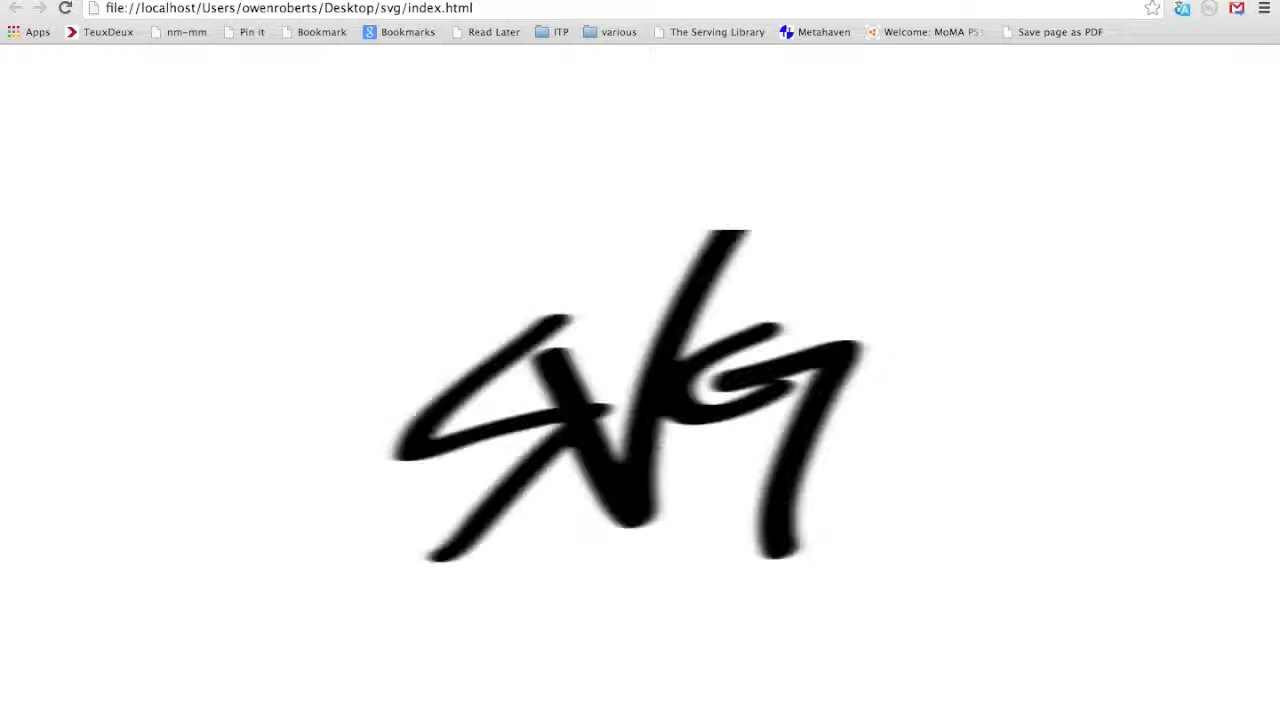 file://localhost/Users/owenroberts/Desktop/svg/index.html
Apps TeuxDeux nm-mm Pin it Bookmark Bookmarks Read Later ITP various The Serving Library Metahaven Welcome: MoMA PS Save page as PDF
SVG